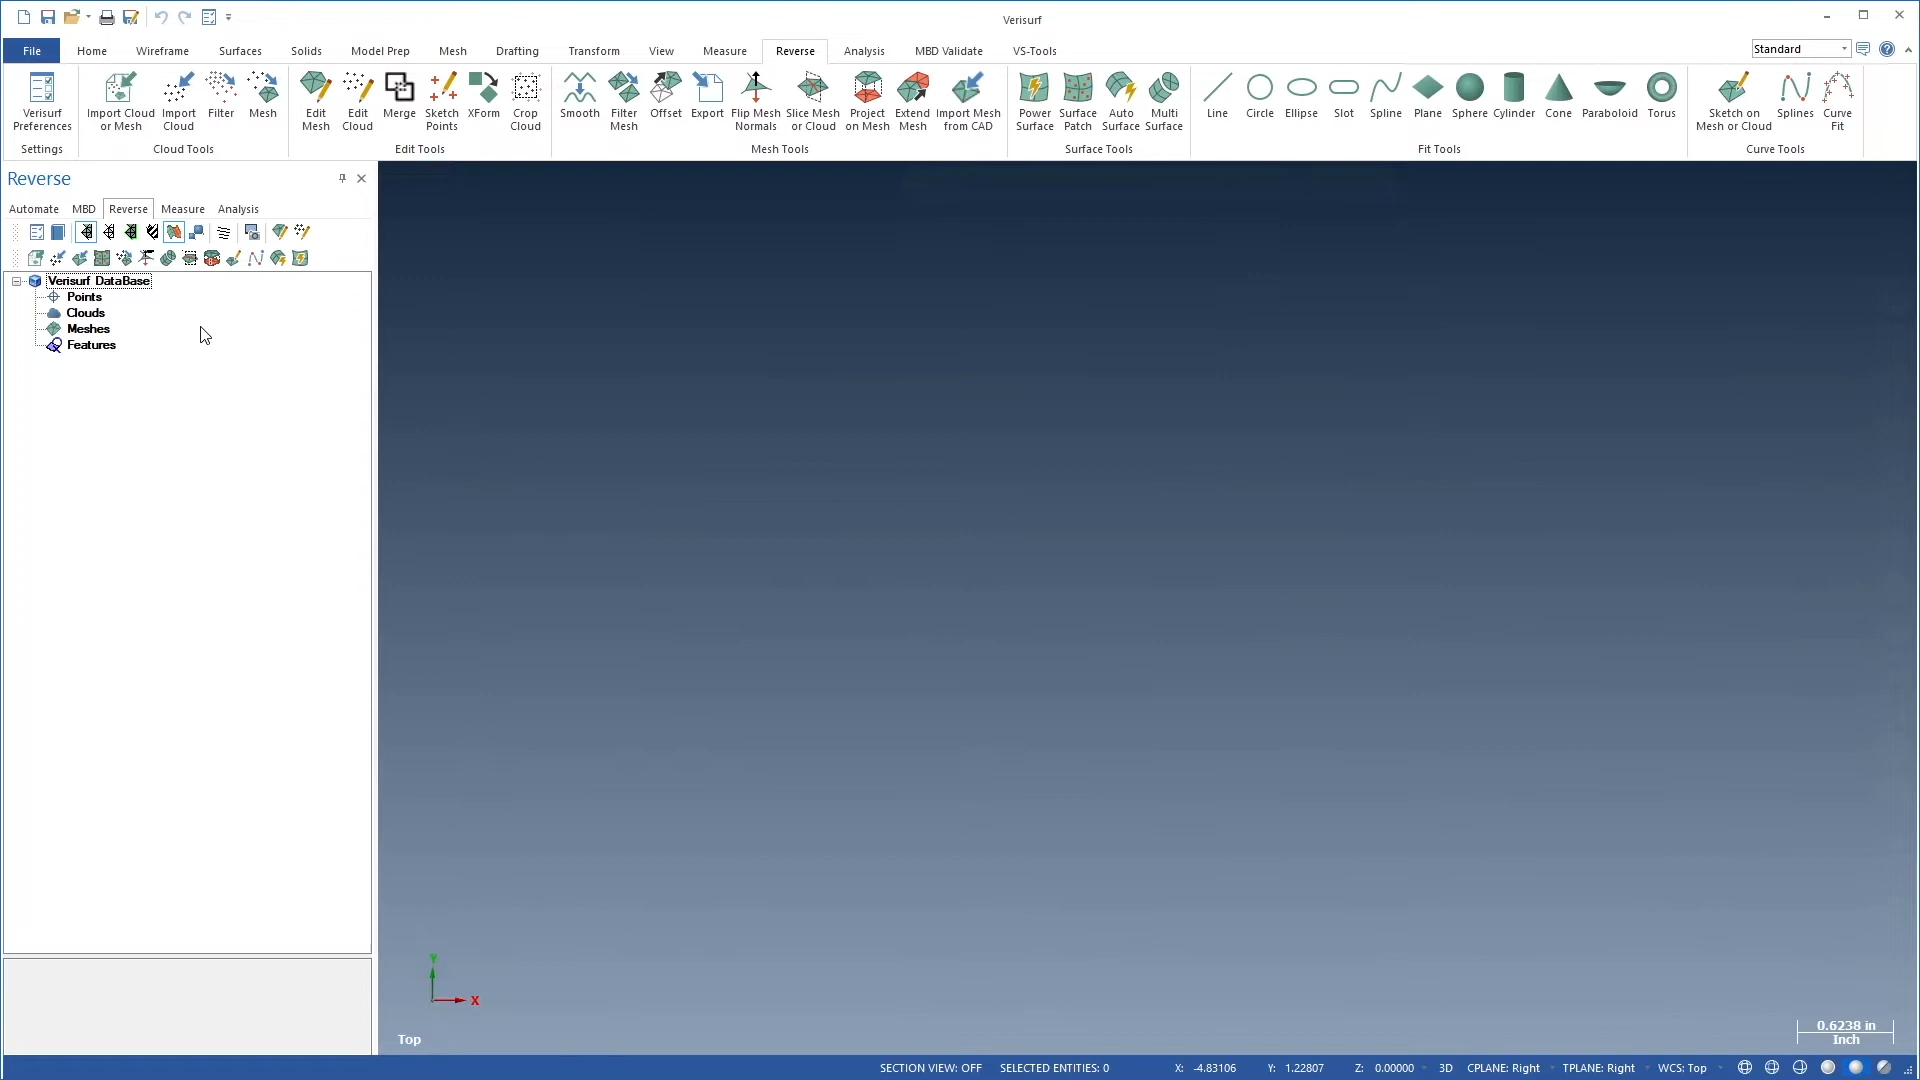 Verisurf
File Home Wireframe Surfaces Solids Model Prep Mesh Drafting Transform View Measure Reverse Analysis MBD Validate VS-Tools Standard
Verisurf Preferences
Import Cloud or Mesh
Import Cloud
Filter
Mesh
Edit Mesh
Edit Cloud
Merge
Sketch Points
XForm
Crop Cloud
Smooth
Filter Mesh
Offset
Export
Flip Mesh Normals
Slice Mesh or Cloud
Project on Mesh
Extend Mesh
Import Mesh from CAD
Power Surface
Surface Patch
Auto Surface
Multi Surface
Line
Circle
Ellipse
Slot
Spline
Plane
Sphere
Cylinder
Cone
Paraboloid
Torus
Sketch on Mesh or Cloud
Splines
Curve Fit
Settings Cloud Tools Edit Tools Mesh Tools Surface Tools Fit Tools Curve Tools
Reverse
Automate MBD Reverse Measure Analysis
Verisurf DataBase
Points
Clouds
Meshes
Features
Y
X
Top
0.6238 in
Inch
SECTION VIEW: OFF SELECTED ENTITIES: 0 X: -4.83106 Y: 1.22807 Z: 0.00000 3D CPLANE: Right TPLANE: Right WCS: Top